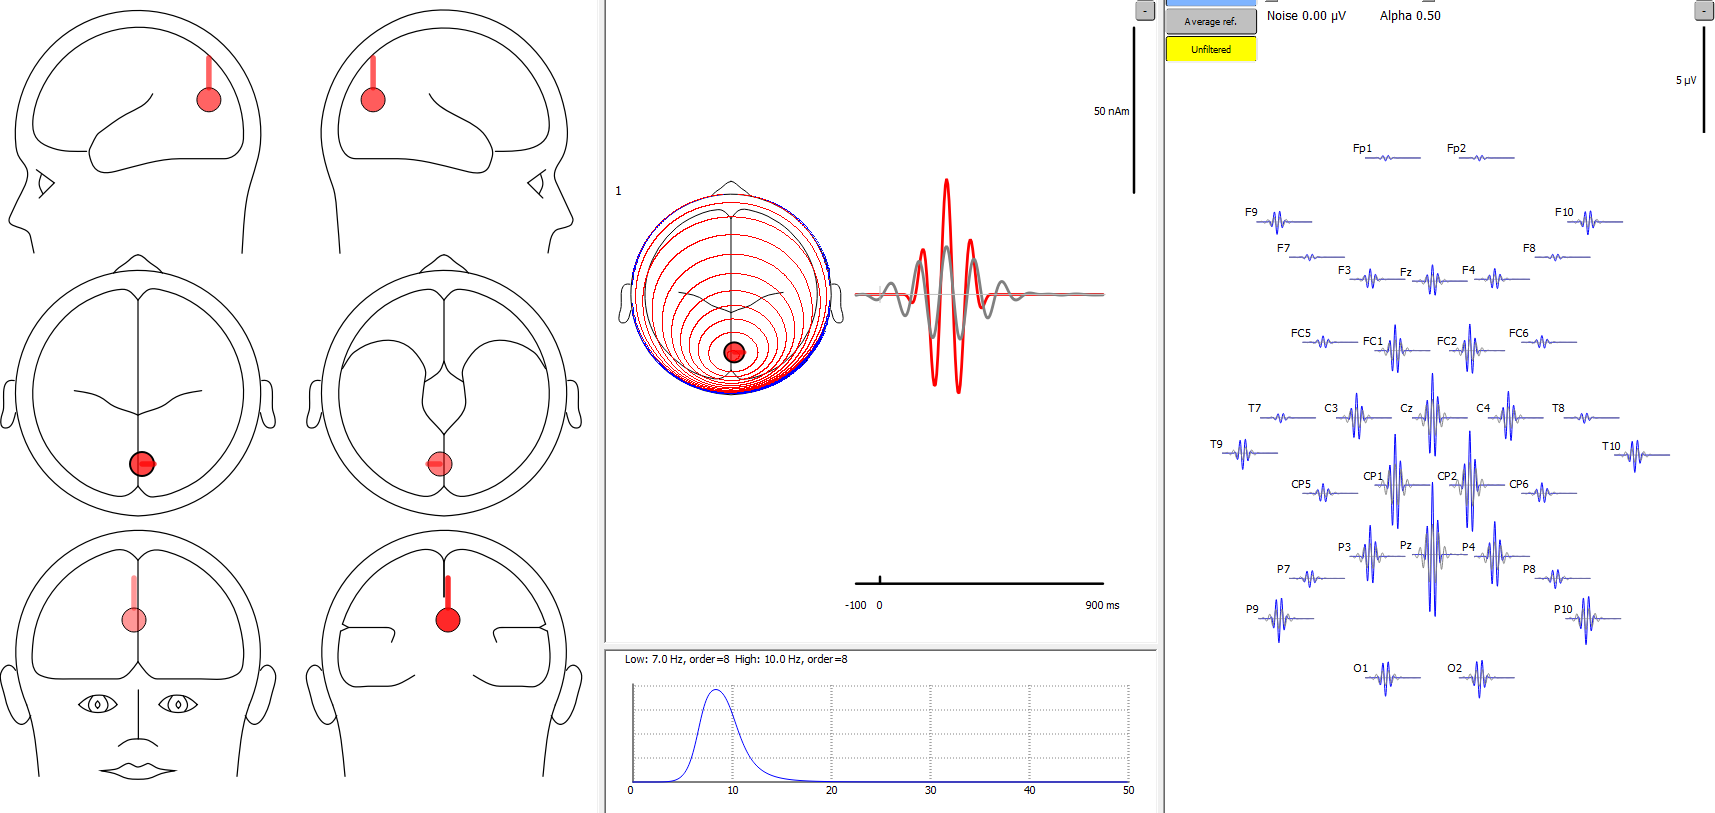 -
-
Average ref.
Noise 0.00 µV
Alpha 0.50
Unfiltered
5 µV
50 nAm
1
-100
0
900 ms
Low: 7.0 Hz, order=8 High: 10.0 Hz, order=8
0
10
20
30
40
50
Fp1
Fp2
F9
F10
F7
F8
F3
Fz
F4
FC5
FC1
FC2
FC6
T7
C3
Cz
C4
T8
T9
T10
CP5
CP1
CP2
CP6
P7
P3
Pz
P4
P8
P9
P10
O1
O2